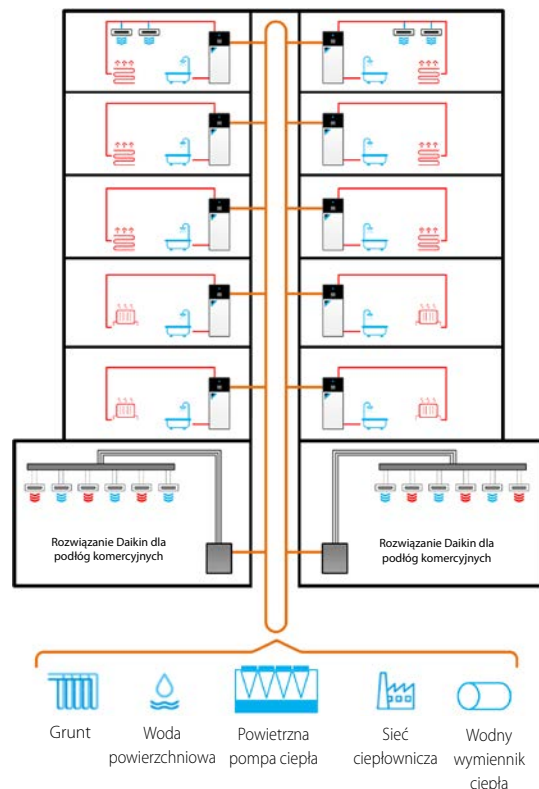 Rozwiązanie Daikin dla
podłóg komercyjnych
Rozwiązanie Daikin dla
podłóg komercyjnych
Grunt
Woda
powierzchniowa
Powietrzna
pompa ciepła
Sieć
ciepłownicza
Wodny
wymiennik
ciepła